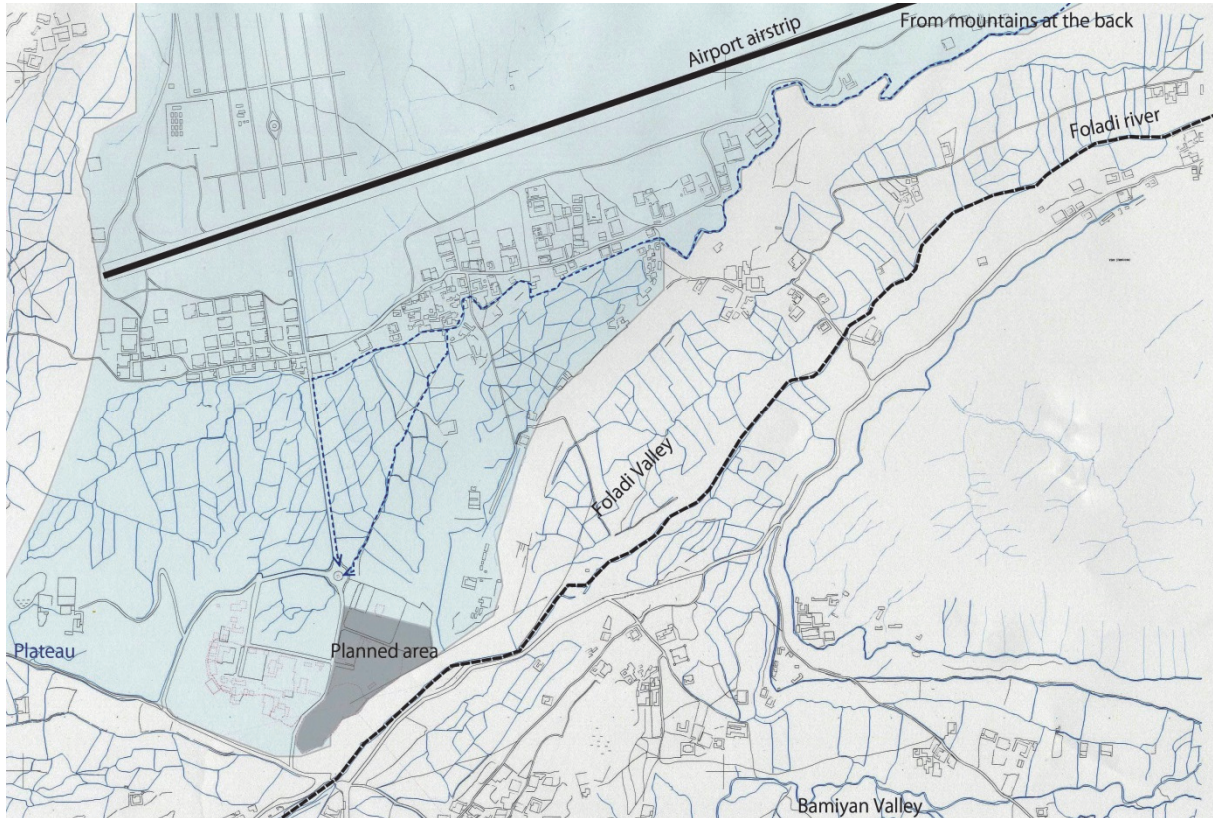 From mountains at the back
Airport airstrip
Foladi river
Foladi Valley
Plateau
Planned area
Bamiyan Valley